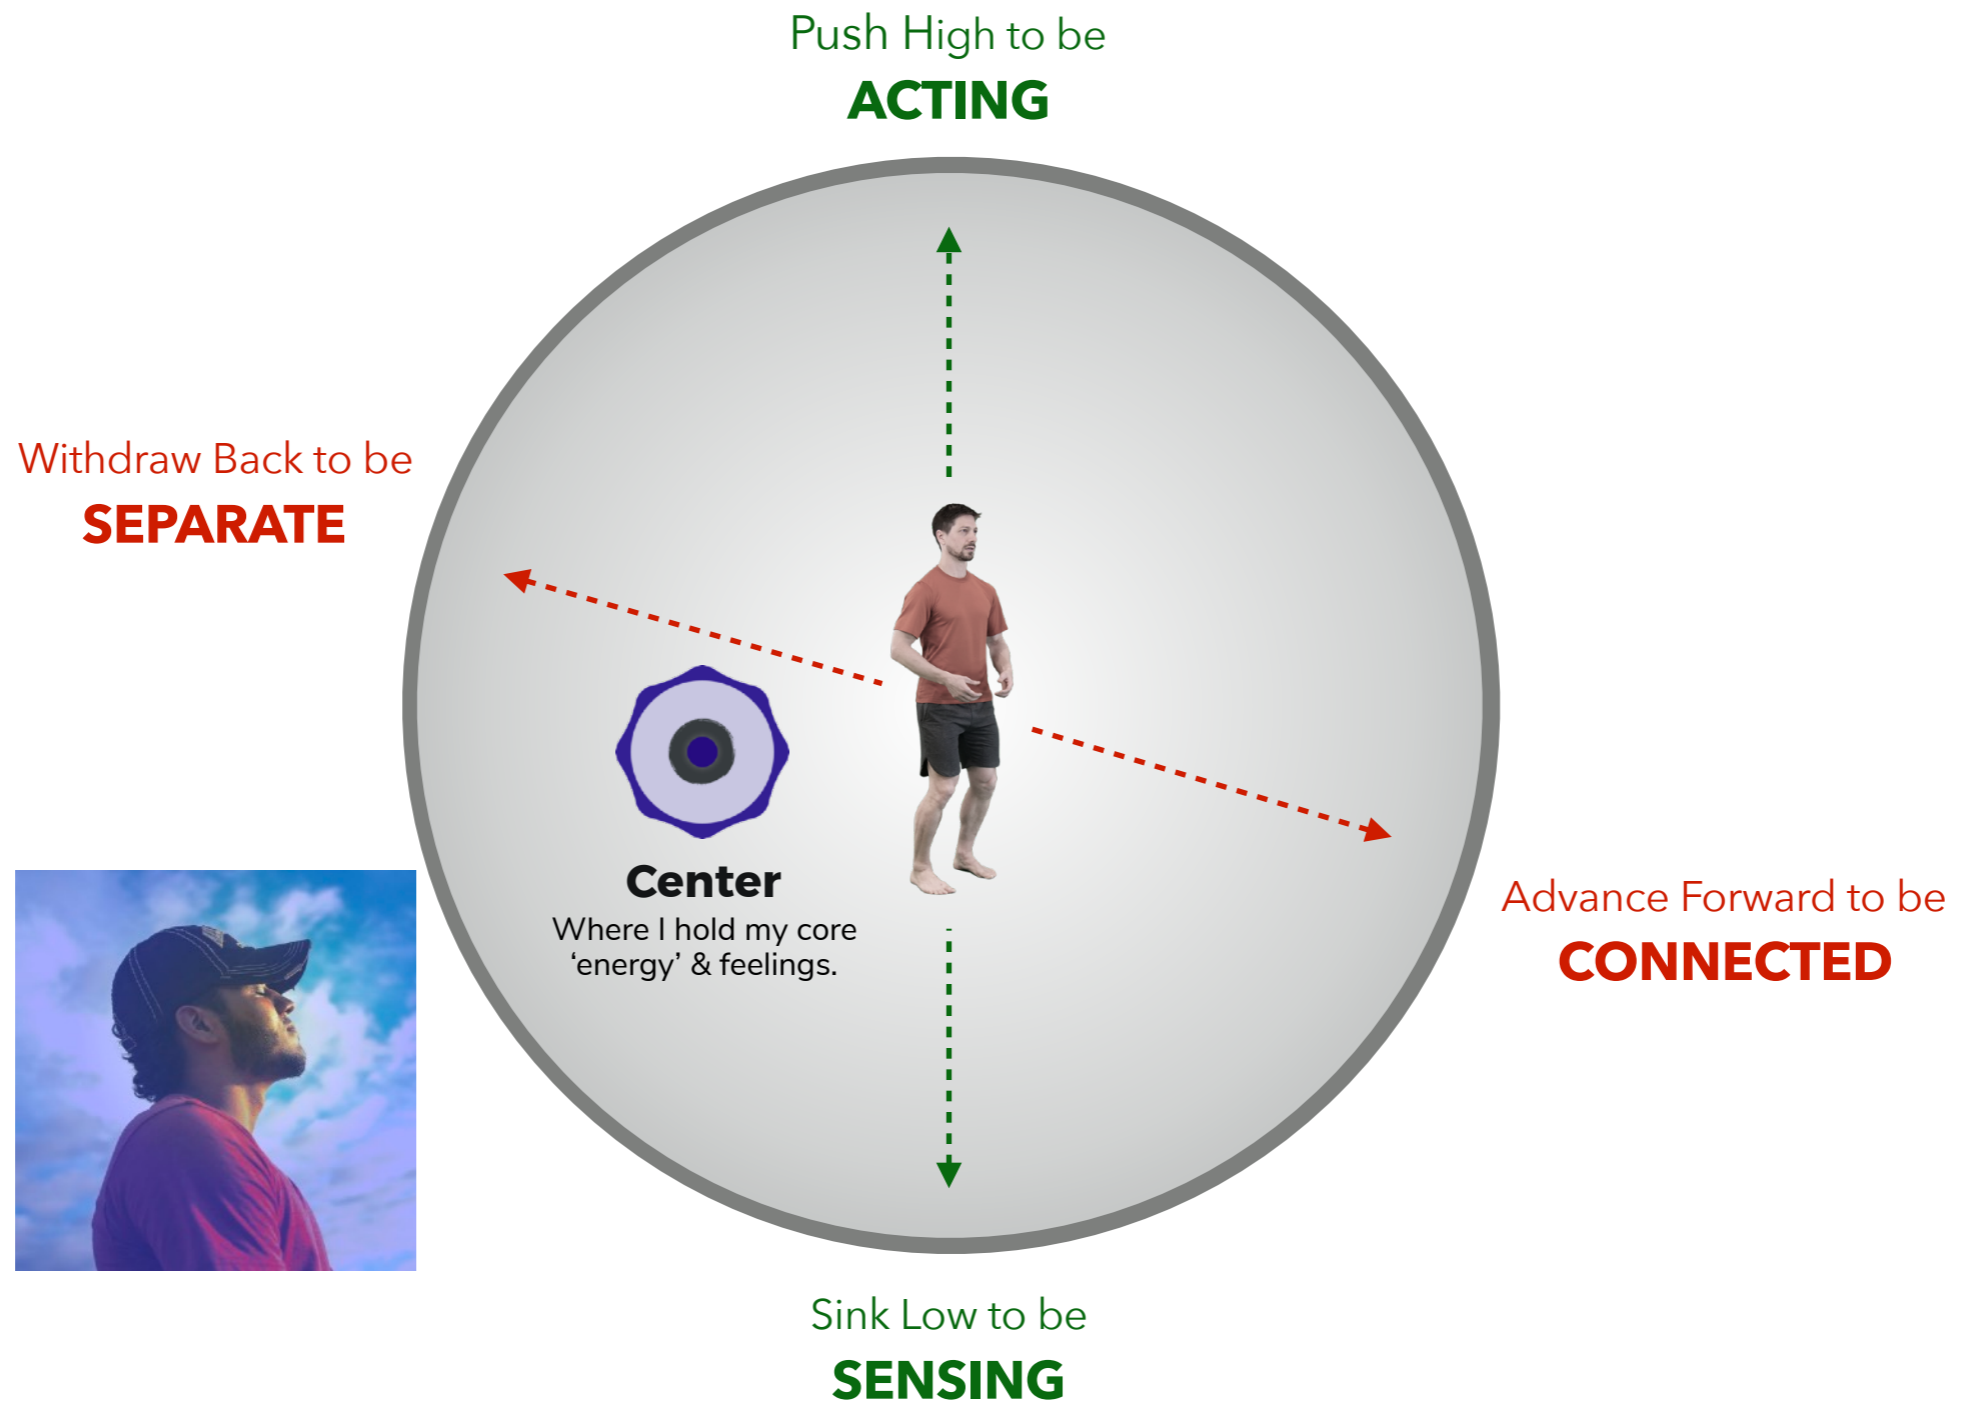 Push High to be
ACTING
Withdraw Back to be
SEPARATE
Center
Where I hold my core
‘energy’ & feelings.
Advance Forward to be
CONNECTED
Sink Low to be
SENSING